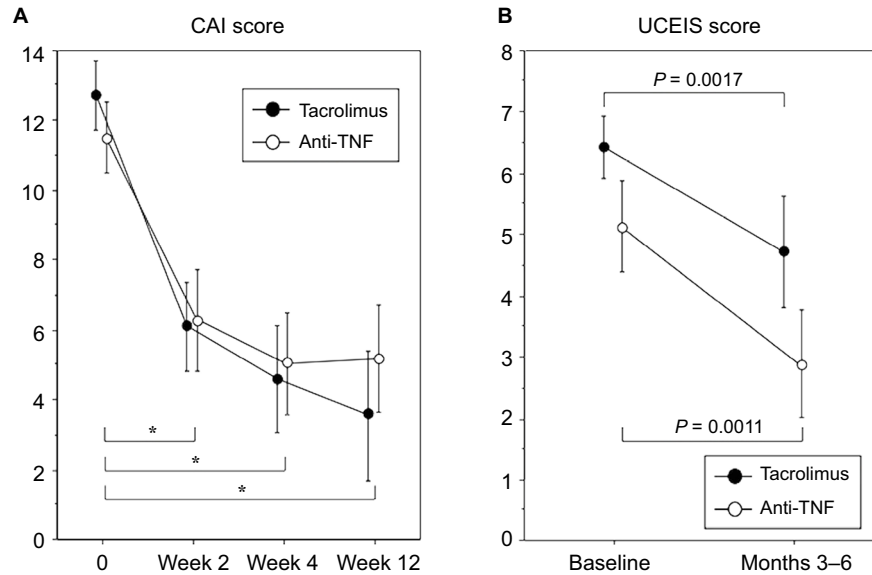 A
CAI score
14
12
10
8
6
4
2
0
Tacrolimus
Anti-TNF
*
*
*
0 Week 2 Week 4 Week 12
B
UCEIS score
8
7
6
5
4
3
2
1
0
P = 0.0017
P = 0.0011
Tacrolimus
Anti-TNF
Baseline Months 3–6